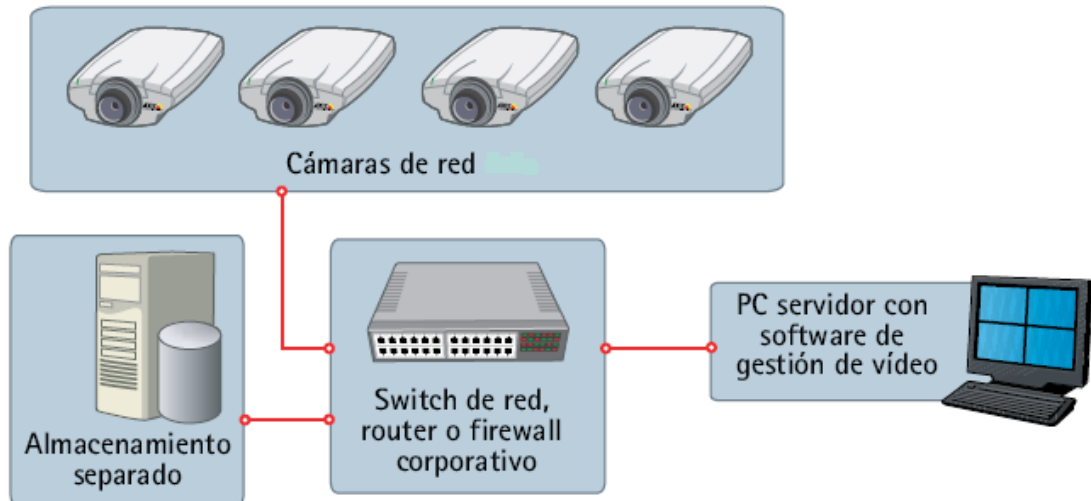 Cámaras de red
Almacenamiento
separado
Switch de red,
router o firewall
corporativo
PC servidor con
software de
gestión de vídeo